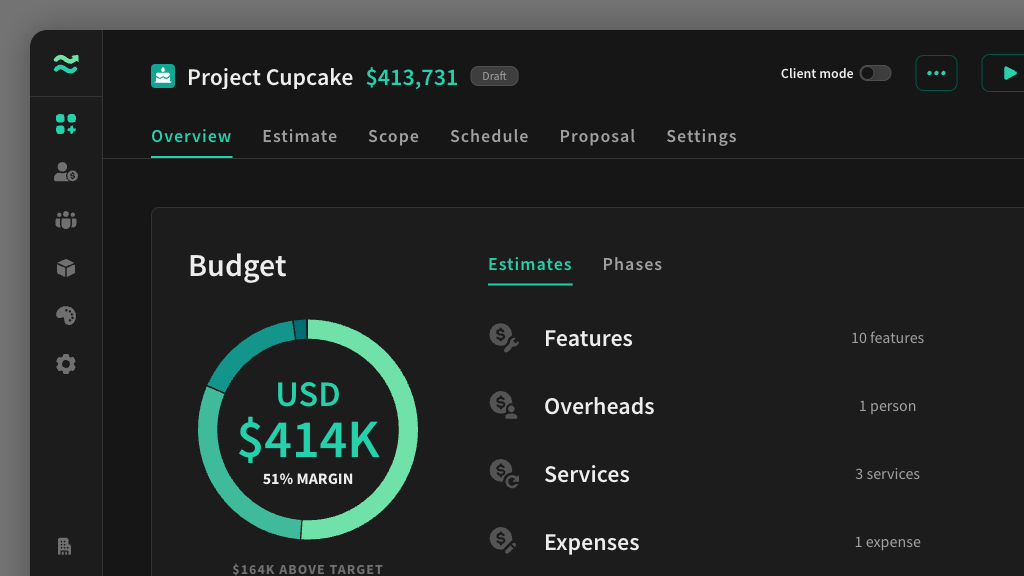 Project Cupcake $413,731 Draft
Client mode
Overview Estimate Scope Schedule Proposal Settings
Budget
Estimates Phases
USD
$414K
51% MARGIN
$164K ABOVE TARGET
Features 10 features
Overheads 1 person
Services 3 services
Expenses 1 expense